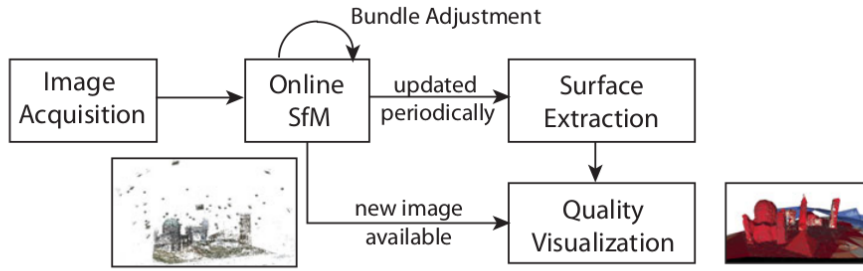 Bundle Adjustment
Image
Acquisition
Online
SfM
updated
periodically
Surface
Extraction
new image
available
Quality
Visualization